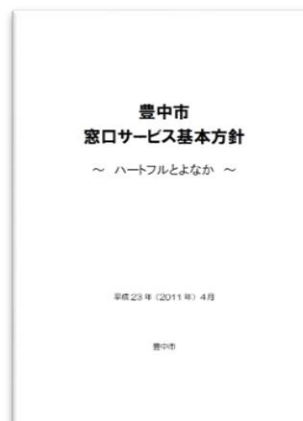 豊中市
窓口サービス基本方針
～ ハートフルとよなか ～
平成23年（2011年）4月
豊中市